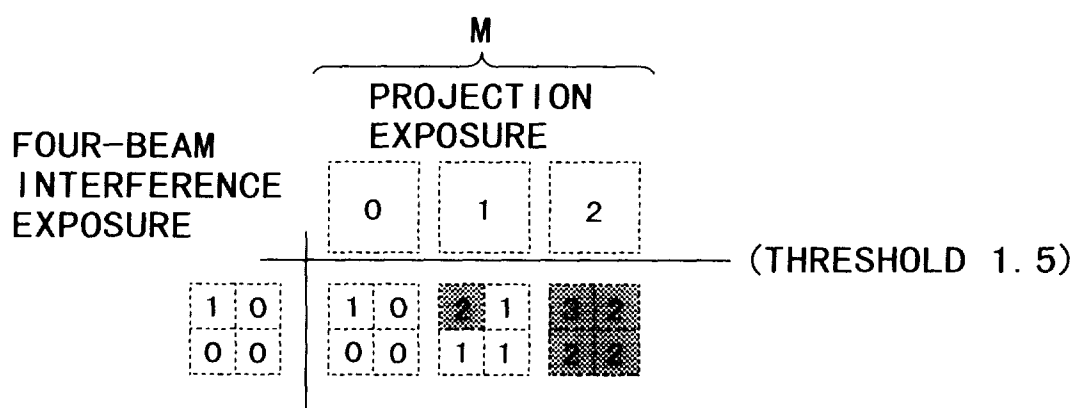 M
PROJECTION
EXPOSURE
FOUR-BEAM
INTERFERENCE
EXPOSURE
0 1 2
(THRESHOLD 1.5)
1 0 1 0 2 1 3 2
0 0 0 0 1 1 2 2